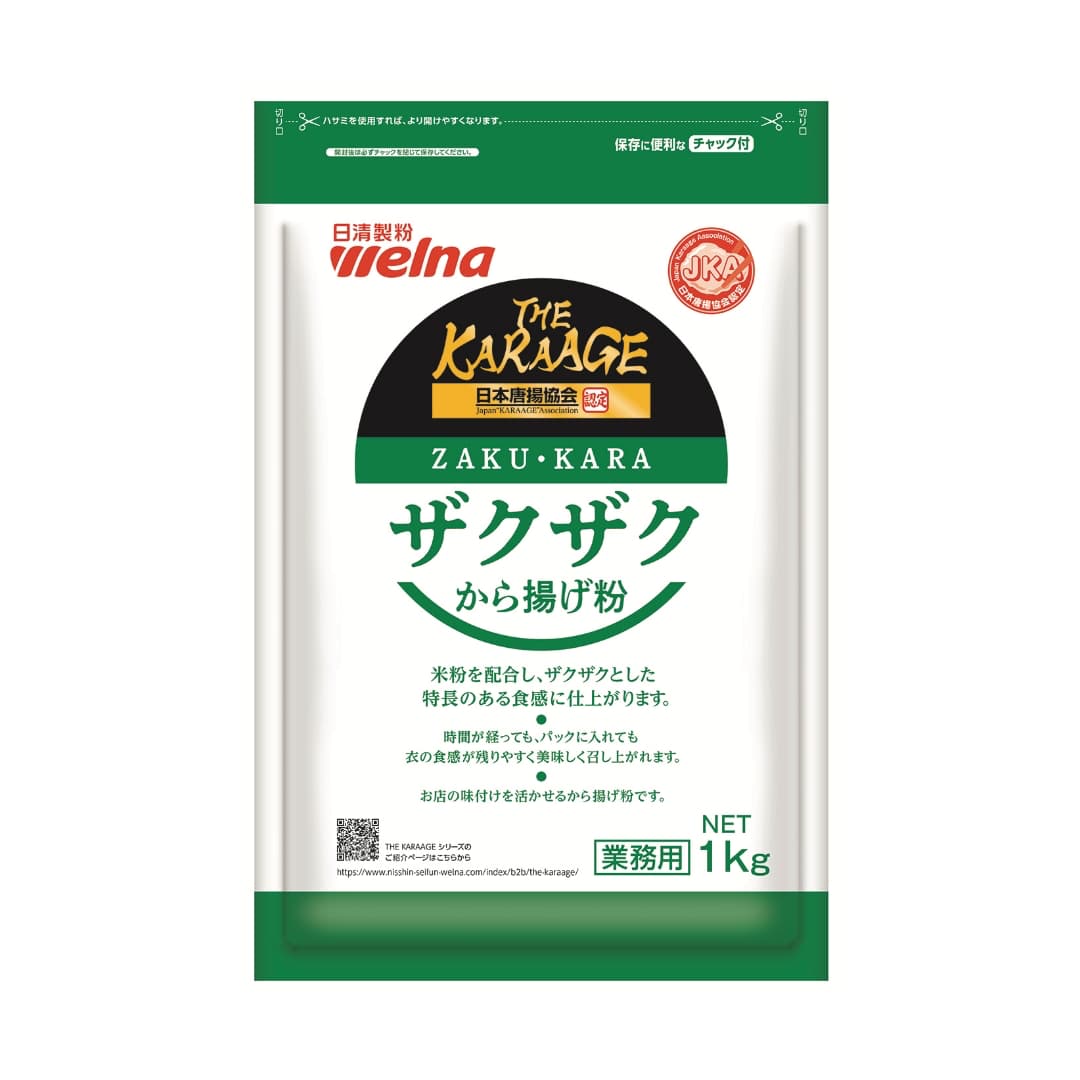 切り口
ハサミを使用すれば、より開けやすくなります。
切り口
開封後は必ずチャックを閉じて保存してください。
保存に便利な チャック付
日清製粉
welna
Japan Karaage Association
JKA
日本唐揚協会認定
THE
KARAAGE
日本唐揚協会 認定
Japan"KARAAGE"Association
ZAKU・KARA
ザクザク
から揚げ粉
米粉を配合し、ザクザクとした
特長のある食感に仕上がります。
時間が経っても、パックに入れても
衣の食感が残りやすく美味しく召し上がれます。
お店の味付けを活かせるから揚げ粉です。
THE KARAAGE シリーズの
ご紹介ページはこちらから
https://www.nisshin-seifun-welna.com/index/b2b/the-karaage/
業務用
NET
1kg